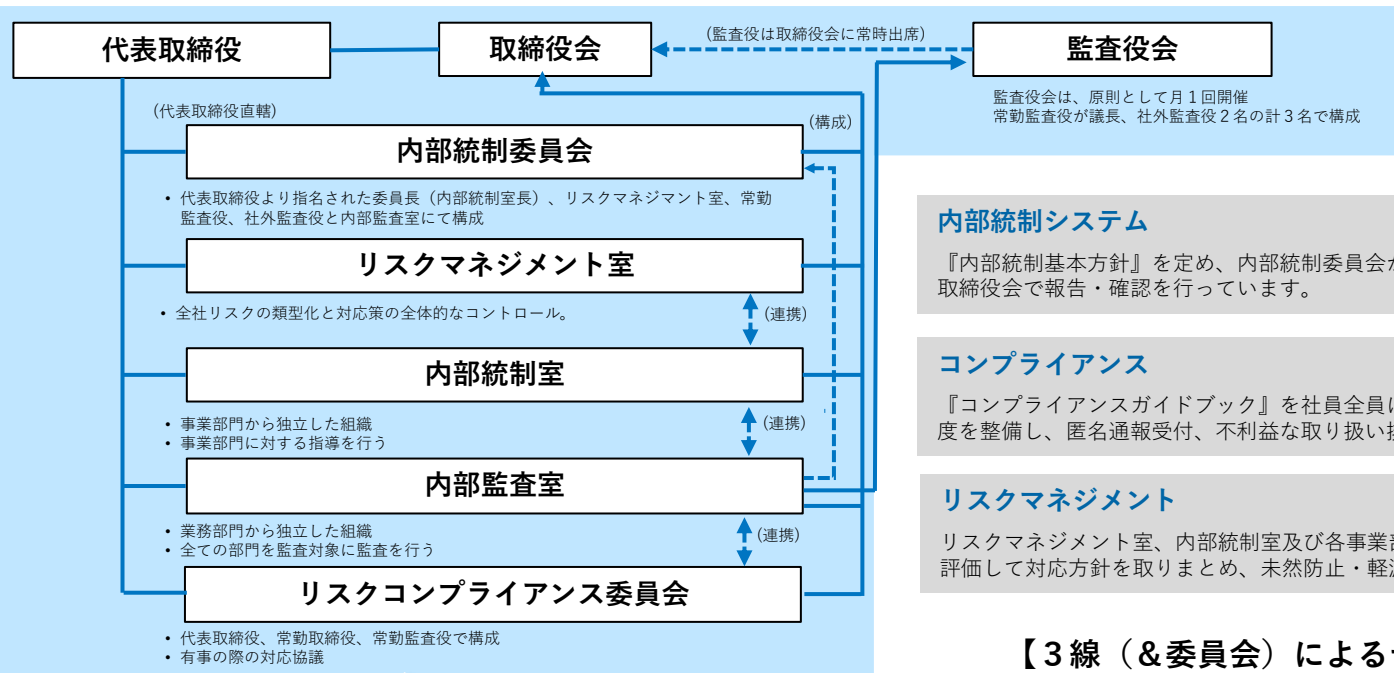 代表取締役
取締役会
(監査役は取締役会に常時出席)
監査役会
監査役会は、原則として月１回開催
常勤監査役が議長、社外監査役２名の計３名で構成
(代表取締役直轄)
(構成)
内部統制委員会
• 代表取締役より指名された委員長（内部統制室長）、リスクマネジマント室、常勤
監査役、社外監査役と内部監査室にて構成
リスクマネジメント室
• 全社リスクの類型化と対応策の全体的なコントロール。
(連携)
内部統制室
• 事業部門から独立した組織
• 事業部門に対する指導を行う
(連携)
内部監査室
• 業務部門から独立した組織
• 全ての部門を監査対象に監査を行う
(連携)
リスクコンプライアンス委員会
• 代表取締役、常勤取締役、常勤監査役で構成
• 有事の際の対応協議
内部統制システム
『内部統制基本方針』を定め、内部統制委員会が
取締役会で報告・確認を行っています。
コンプライアンス
『コンプライアンスガイドブック』を社員全員に
度を整備し、匿名通報受付、不利益な取り扱い
リスクマネジメント
リスクマネジメント室、内部統制室及び各事業部
評価して対応方針を取りまとめ、未然防止・軽
【３線（＆委員会）による